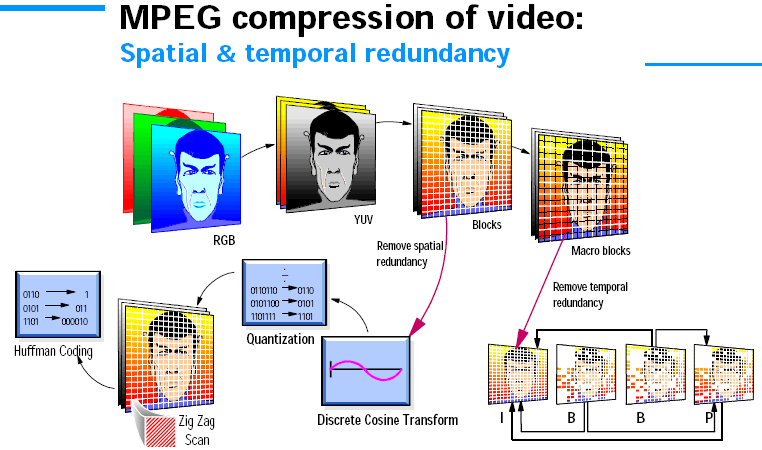 MPEG compression of video:
Spatial & temporal redundancy
RGB
YUV
Blocks
Macro blocks
Remove spatial
redundancy
Remove temporal
redundancy
0110 1
0101 011
1101 000010
Huffman Coding
0110110 0110
0101100 0101
1101111 1101
Quantization
Discrete Cosine Transform
Zig Zag
Scan
I B B P